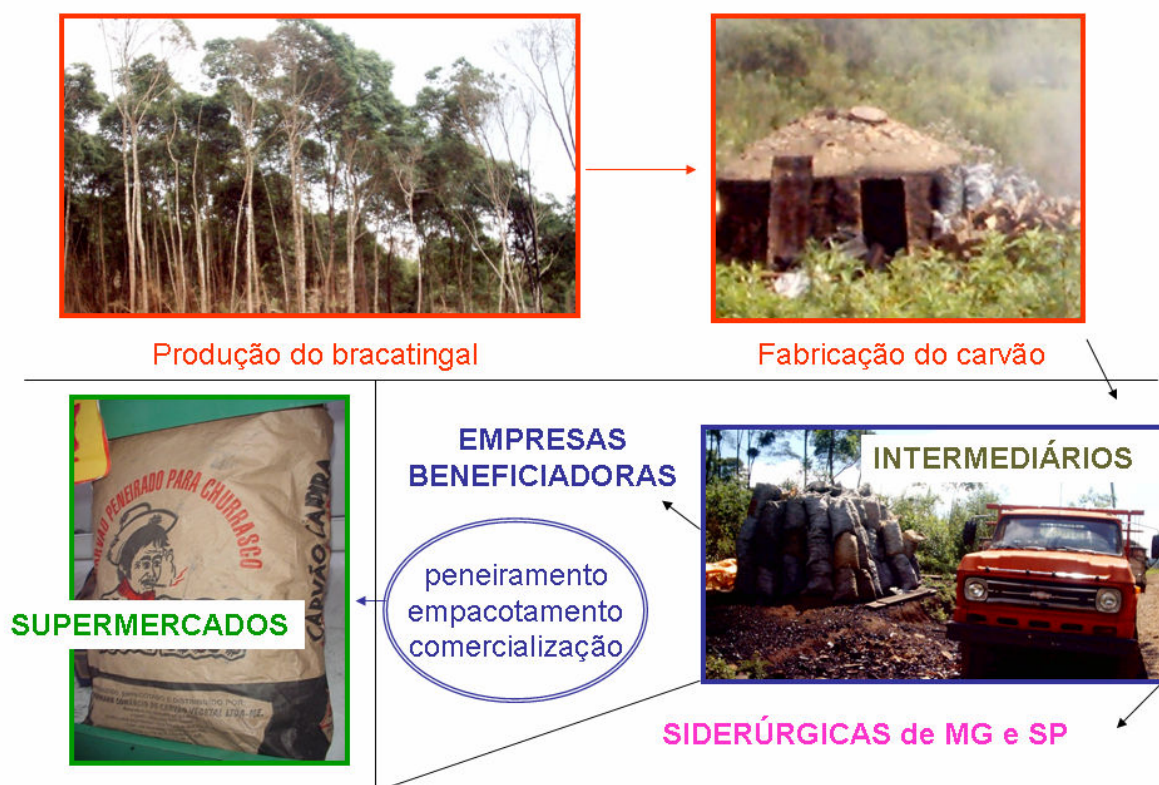 Produção do bracatingal
Fabricação do carvão
EMPRESAS
BENEFICIADORAS
INTERMEDIÁRIOS
peneiramento
empacotamento
comercialização
SUPERMERCADOS
CARVÃO PENEIRADO PARA CHURRASCO
CARVÃO
SIDERÚRGICAS de MG e SP